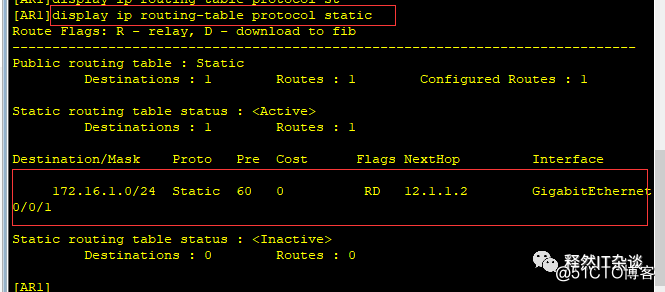 [AR1]display ip routing-table protocol st
[AR1]display ip routing-table protocol static
Route Flags: R - relay, D - download to fib
------------------------------------------------------------------------------
Public routing table : Static
         Destinations : 1        Routes : 1        Configured Routes : 1
Static routing table status : <Active>
         Destinations : 1        Routes : 1
Destination/Mask    Proto   Pre  Cost      Flags NextHop         Interface
     172.16.1.0/24  Static  60   0          RD   12.1.1.2        GigabitEthernet
0/0/1
Static routing table status : <Inactive>
         Destinations : 0        Routes : 0
[AR1]
释然IT杂谈
@51CTO博客